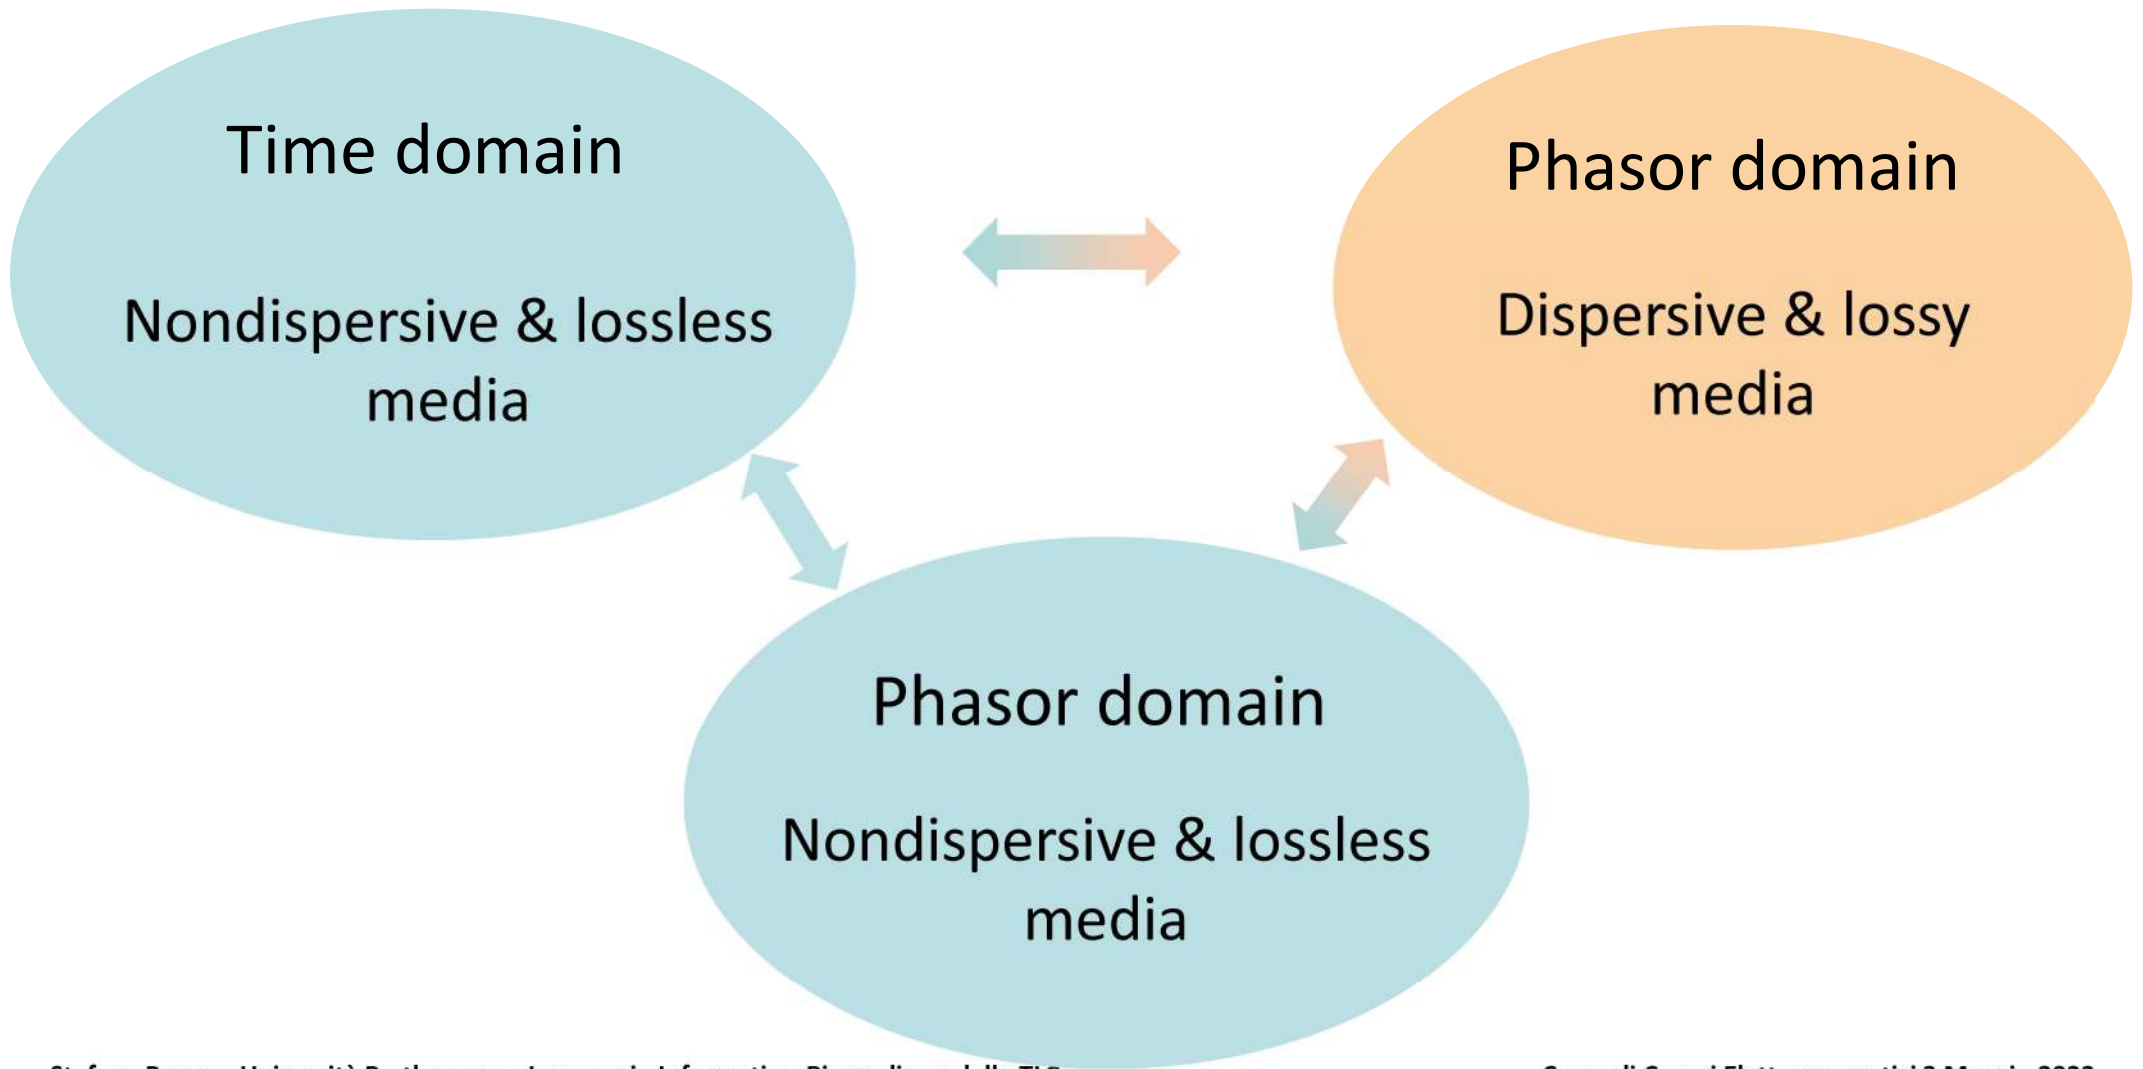 Time domain
Nondispersive & lossless
media
Phasor domain
Dispersive & lossy
media
Phasor domain
Nondispersive & lossless
media